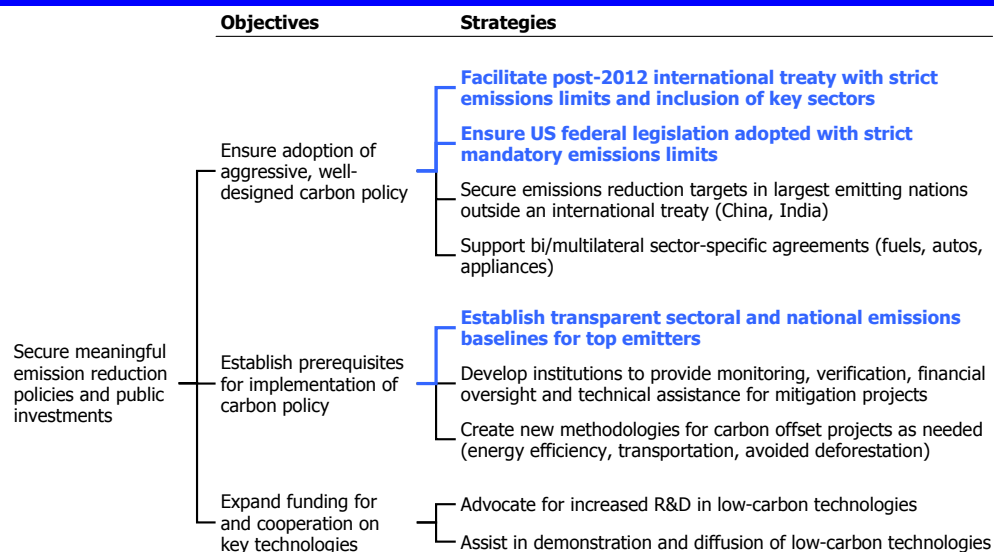 Objectives
Strategies
Facilitate post-2012 international treaty with strict
emissions limits and inclusion of key sectors
Ensure US federal legislation adopted with strict
mandatory emissions limits
Ensure adoption of
aggressive, well-
designed carbon policy
Secure emissions reduction targets in largest emitting nations
outside an international treaty (China, India)
Support bi/multilateral sector-specific agreements (fuels, autos,
appliances)
Establish transparent sectoral and national emissions
baselines for top emitters
Secure meaningful
emission reduction
policies and public
investments
Establish prerequisites
for implementation of
carbon policy
Develop institutions to provide monitoring, verification, financial
oversight and technical assistance for mitigation projects
Create new methodologies for carbon offset projects as needed
(energy efficiency, transportation, avoided deforestation)
Expand funding for
and cooperation on
key technologies
Advocate for increased R&D in low-carbon technologies
Assist in demonstration and diffusion of low-carbon technologies